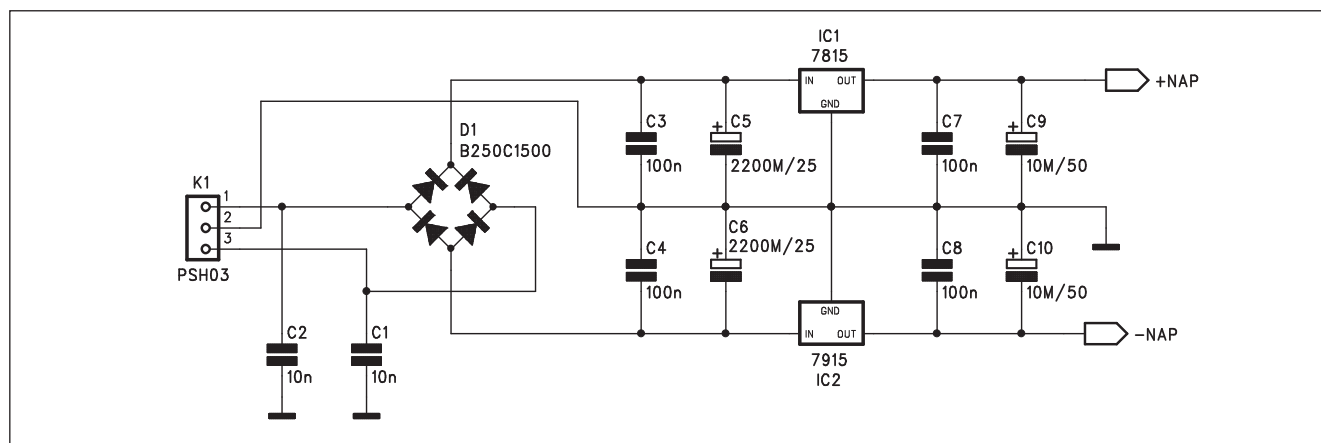 IC1
7815
IN OUT
GND
+NAP
D1
B250C1500
C3
100n
C5
+
2200M/25
C7
100n
C9
+
10M/50
K1
1
2
3
PSH03
C4
100n
C6
2200M/25
+
C8
100n
C10
+
10M/50
GND
IN OUT
7915
IC2
-NAP
C2
10n
C1
10n